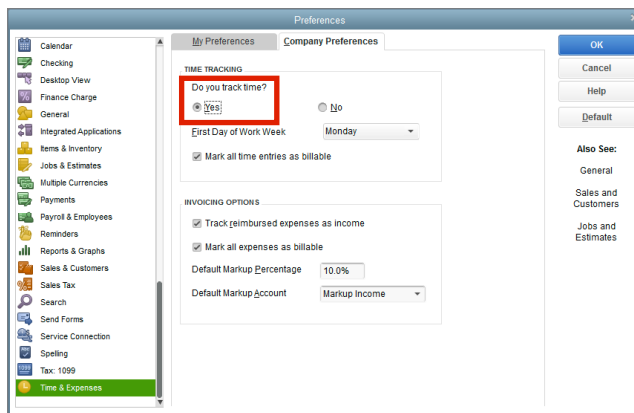 Preferences
Calendar
Checking
Desktop View
Finance Charge
General
Integrated Applications
Items & Inventory
Jobs & Estimates
Multiple Currencies
Payments
Payroll & Employees
Reminders
Reports & Graphs
Sales & Customers
Sales Tax
Search
Send Forms
Service Connection
Spelling
Tax: 1099
Time & Expenses
My Preferences
Company Preferences
TIME TRACKING
Do you track time?
Yes
No
First Day of Work Week
Monday
Mark all time entries as billable
INVOICING OPTIONS
Track reimbursed expenses as income
Mark all expenses as billable
Default Markup Percentage
10.0%
Default Markup Account
Markup Income
OK
Cancel
Help
Default
Also See:
General
Sales and
Customers
Jobs and
Estimates